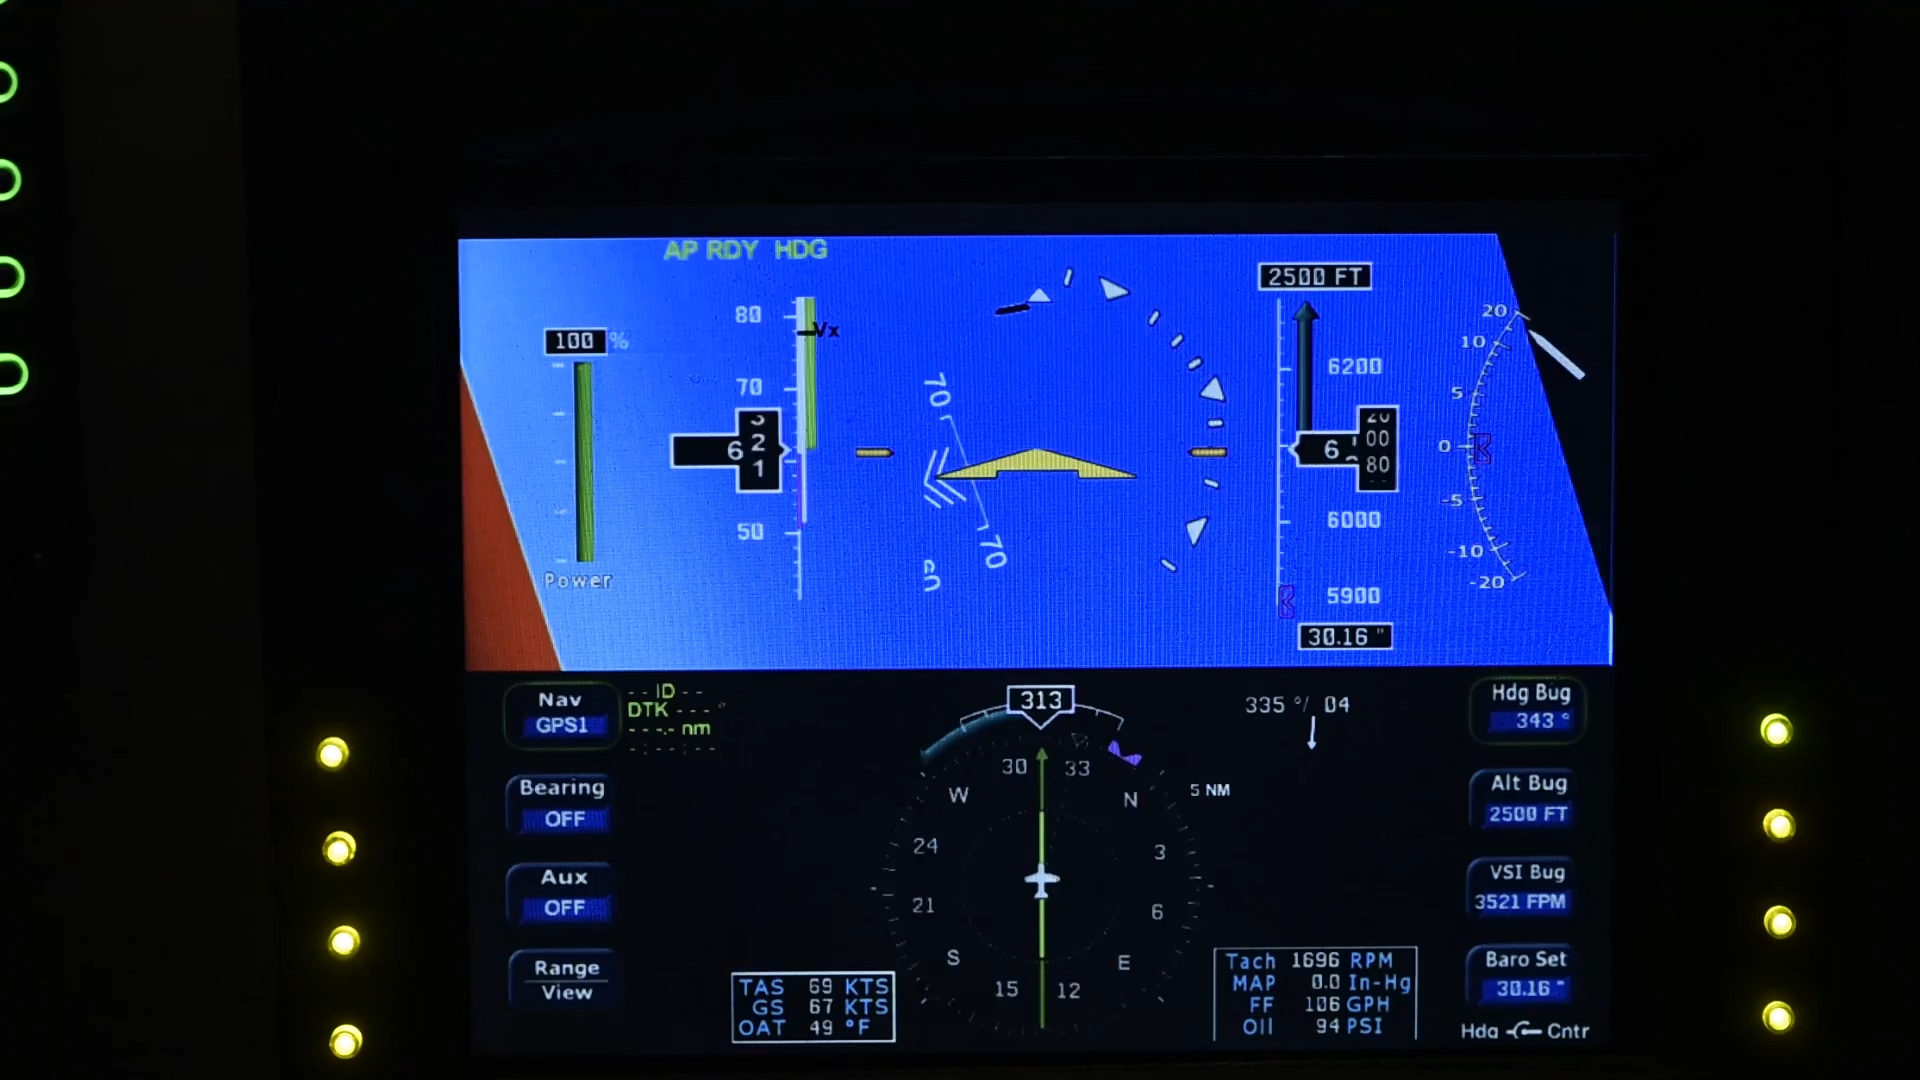 AP RDY HDG
2500 FT
100 %
80
Vx
70
50
Power
3
6 2
1
70
70
6200
20
6 00
80
6000
5900
30.16 "
20
10
5
0
-5
-10
-20
Nav
GPS1
-- ID --
DTK ---°
---.- nm
--:--:--
Bearing
OFF
Aux
OFF
Range
View
313
335 °/ 04
30
33
W
N
24
3
21
6
S
E
15
12
5 NM
TAS 69 KTS
GS 67 KTS
OAT 49 °F
Tach 1696 RPM
MAP 0.0 In-Hg
FF 106 GPH
Oil 94 PSI
Hdg Bug
343 °
Alt Bug
2500 FT
VSI Bug
3521 FPM
Baro Set
30.16 "
Hdg Cntr